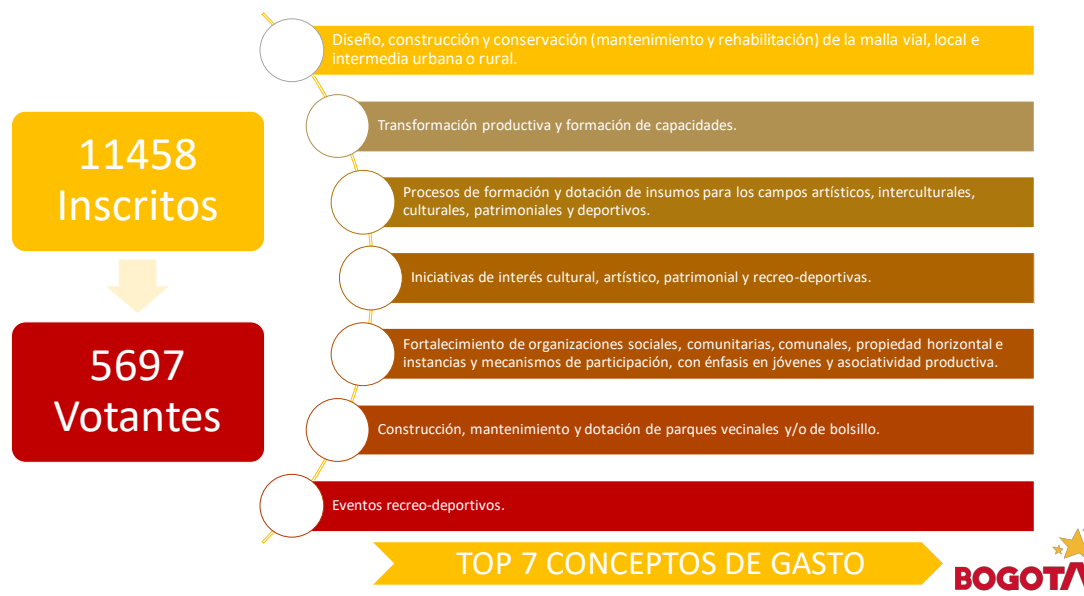 11458
Inscritos
5697
Votantes
Diseño, construcción y conservación (mantenimiento y rehabilitación) de la malla vial, local e
intermedia urbana o rural.
Transformación productiva y formación de capacidades.
Procesos de formación y dotación de insumos para los campos artísticos, interculturales,
culturales, patrimoniales y deportivos.
Iniciativas de interés cultural, artístico, patrimonial y recreo-deportivas.
Fortalecimiento de organizaciones sociales, comunitarias, comunales, propiedad horizontal e
instancias y mecanismos de participación, con énfasis en jóvenes y asociatividad productiva.
Construcción, mantenimiento y dotación de parques vecinales y/o de bolsillo.
Eventos recreo-deportivos.
TOP 7 CONCEPTOS DE GASTO
BOGOTÁ